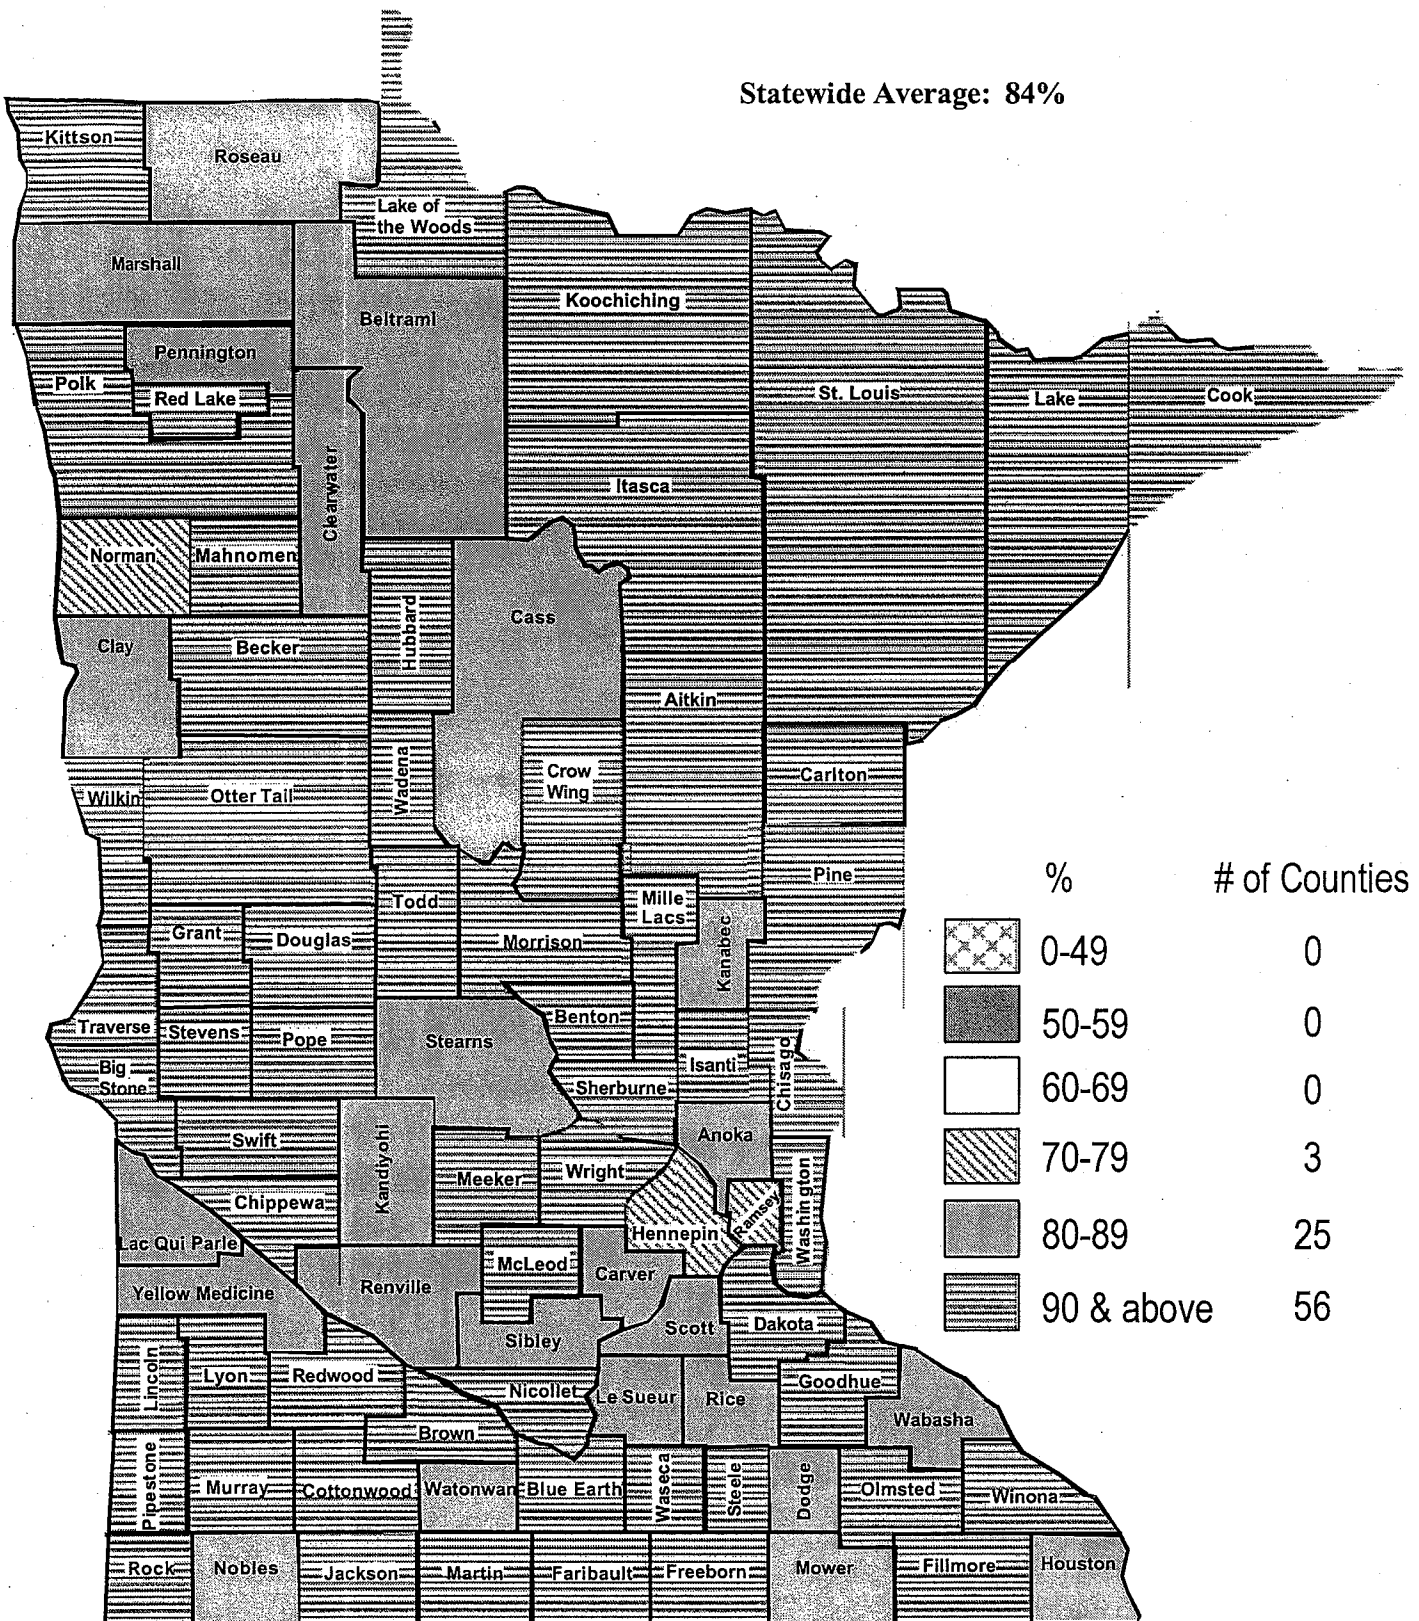 Statewide Average: 84%
Kittson
Roseau
Lake of
the Woods
Marshall
Koochiching
Beltrami
Pennington
Polk
Red Lake
St. Louis
Lake
Cook
Clearwater
Itasca
Norman
Mahnomen
Hubbard
Cass
Clay
Becker
Aitkin
Wadena
Crow
Wing
Carlton
Wilkin
Otter Tail
Pine
Todd
Mille
Lacs
Grant
Douglas
Morrison
Kanabec
Traverse
Stevens
Pope
Stearns
Benton
Big
Stone
Sherburne
Isanti
Chisago
Swift
Kandiyohi
Anoka
Meeker
Wright
Chippewa
Hennepin
Ramsey
Washington
Lac Qui Parle
McLeod
Carver
Yellow Medicine
Renville
Sibley
Scott
Dakota
Lincoln
Lyon
Redwood
Nicollet
Le Sueur
Rice
Goodhue
Wabasha
Brown
Pipestone
Murray
Cottonwood
Watonwan
Blue Earth
Waseca
Steele
Dodge
Olmsted
Winona
Rock
Nobles
Jackson
Martin
Faribault
Freeborn
Mower
Fillmore
Houston
% # of Counties
0-49 0
50-59 0
60-69 0
70-79 3
80-89 25
90 & above 56